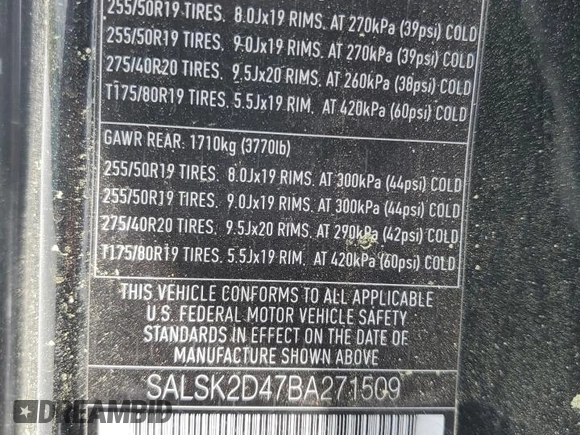 255/50R19 TIRES. 8.0Jx19 RIMS. AT 270kPa (39psi) COLD
255/50R19 TIRES. 9.0Jx19 RIMS. AT 270kPa (39psi) COLD
275/40R20 TIRES. 9.5Jx20 RIMS. AT 260kPa (38psi) COLD
T175/80R19 TIRES. 5.5Jx19 RIM, AT 420kPa (60psi) COLD
GAWR REAR. 1710kg (3770lb)
255/50R19 TIRES. 8.0Jx19 RIMS. AT 300kPa (44psi) COLD
255/50R19 TIRES. 9.0Jx19 RIMS. AT 300kPa (44psi) COLD
275/40R20 TIRES. 9.5Jx20 RIMS. AT 290kPa (42psi) COLD
T175/80R19 TIRES. 5.5Jx19 RIM, AT 420kPa (60psi) COLD
THIS VEHICLE CONFORMS TO ALL APPLICABLE
U.S. FEDERAL MOTOR VEHICLE SAFETY
STANDARDS IN EFFECT ON THE DATE OF
MANUFACTURE SHOWN ABOVE
SALSK2D47BA271509
DREAMBID